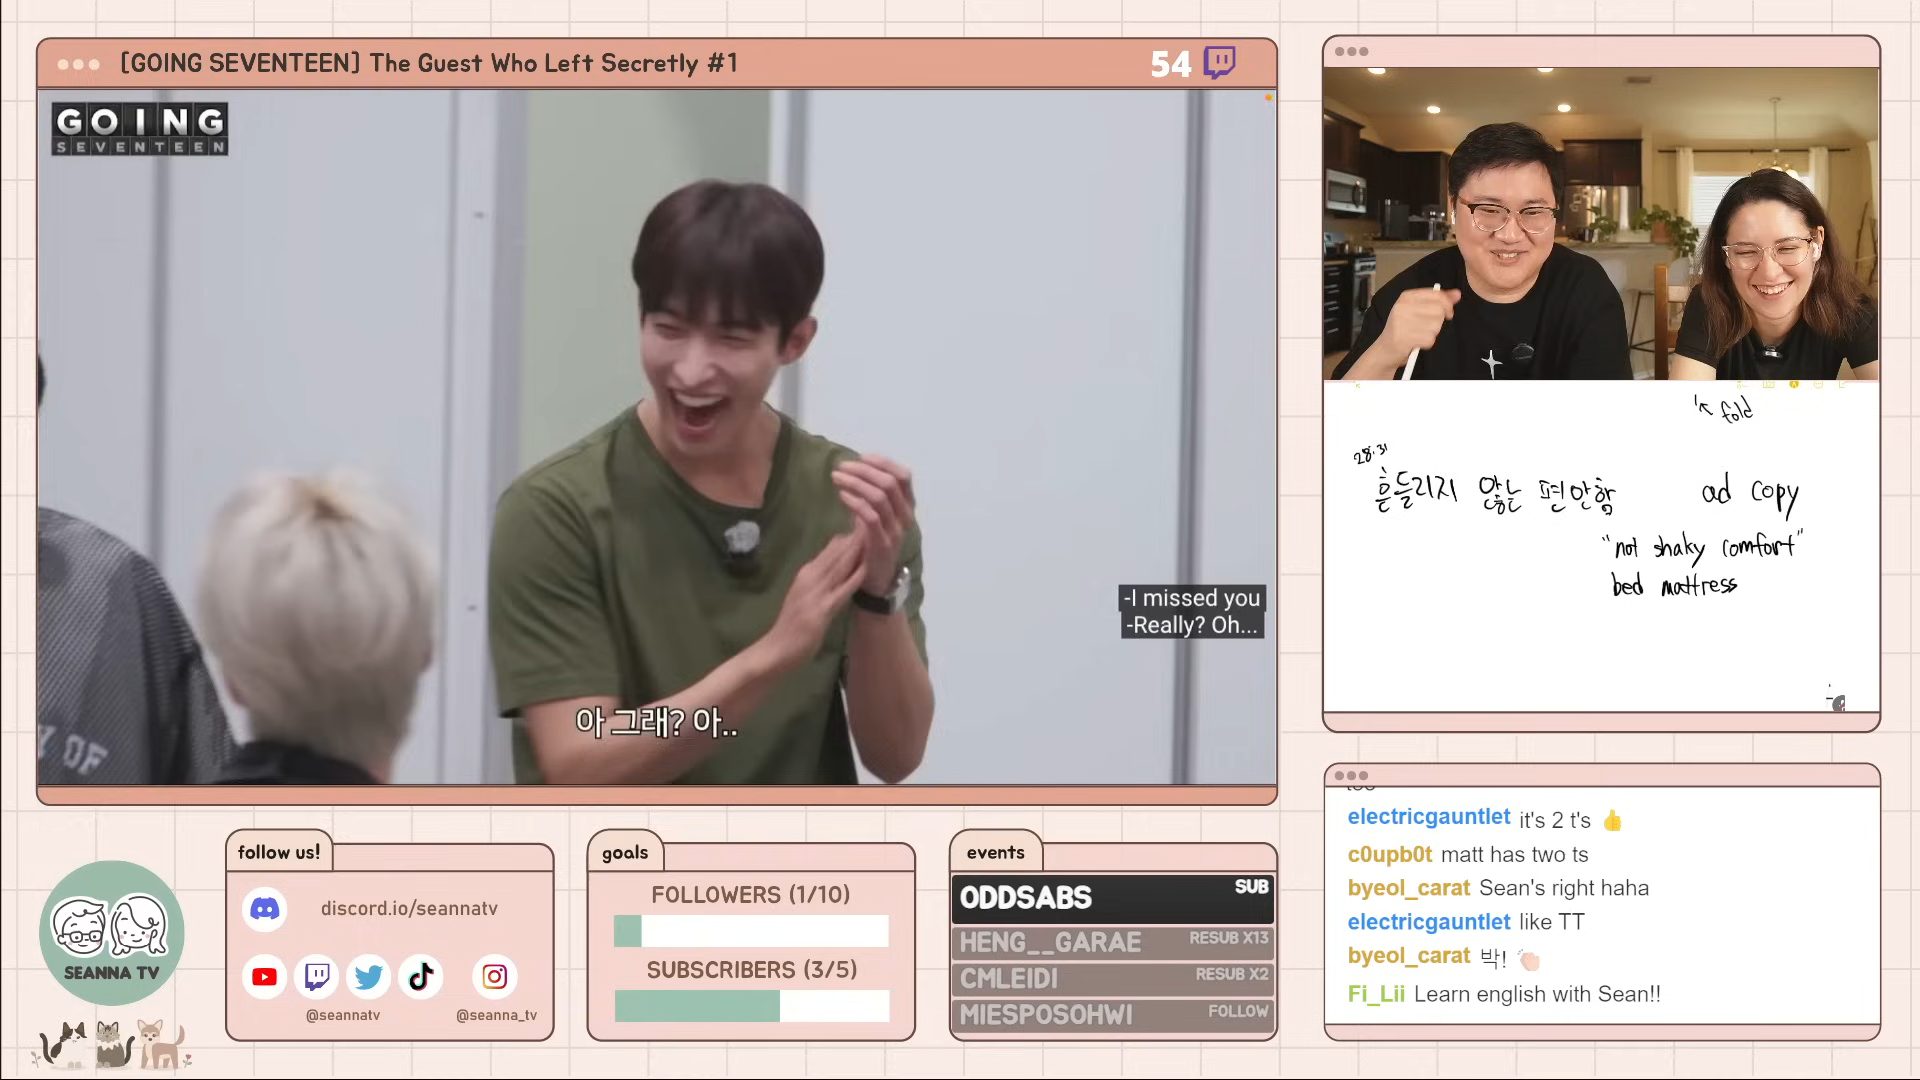 [GOING SEVENTEEN] The Guest Who Left Secretly #1
54
GOING
SEVENTEEN
OF
-I missed you
-Really? Oh...
아 그래? 아..
fold
28:31
흔들리지 않는 편안함
ad copy
"not shaky comfort"
bed mattress
electricgauntlet it's 2 t's 👍
c0upb0t matt has two ts
byeol_carat Sean's right haha
electricgauntlet like TT
byeol_carat 박! 👏🏻
Fi_Lii Learn english with Sean!!
SEANNA TV
follow us!
discord.io/seannatv
@seannatv
@seanna_tv
goals
FOLLOWERS (1/10)
SUBSCRIBERS (3/5)
events
ODDSABS SUB
HENG__GARAE RESUB X13
CMLEIDI RESUB X2
MIESPOSOHWI FOLLOW